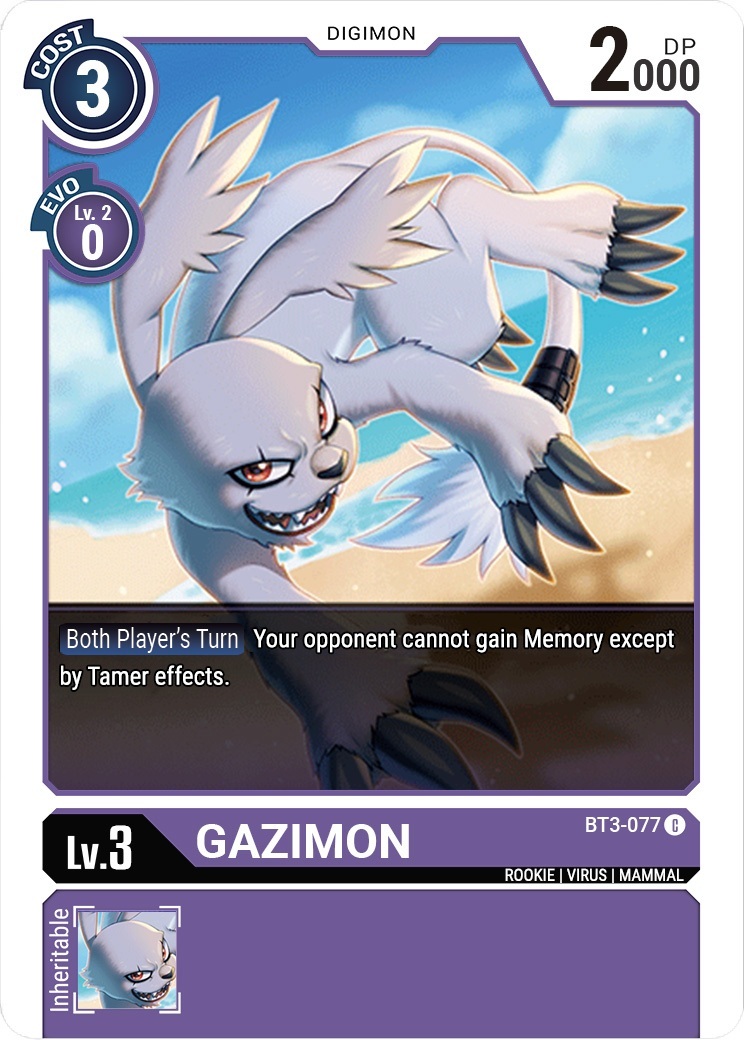 DIGIMON
COST
3
DP
2000
EVO
Lv. 2
0
Both Player's Turn Your opponent cannot gain Memory except
by Tamer effects.
BT3-077 C
Lv.3 GAZIMON
ROOKIE | VIRUS | MAMMAL
Inheritable